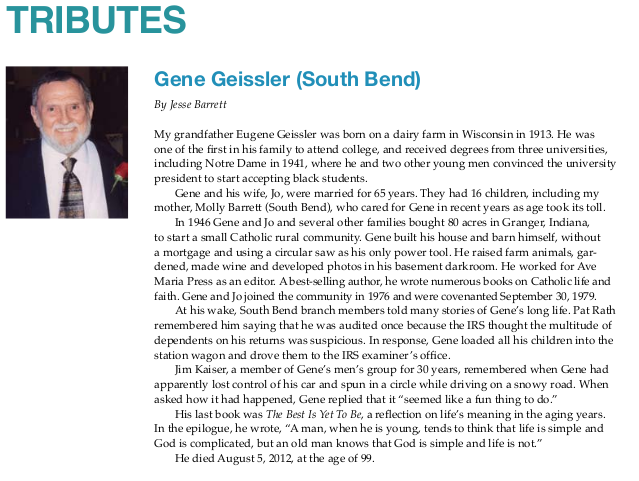 TRIBUTES
Gene Geissler (South Bend)
By Jesse Barrett
My grandfather Eugene Geissler was born on a dairy farm in Wisconsin in 1913. He was
one of the first in his family to attend college, and received degrees from three universities,
including Notre Dame in 1941, where he and two other young men convinced the university
president to start accepting black students.
Gene and his wife, Jo, were married for 65 years. They had 16 children, including my
mother, Molly Barrett (South Bend), who cared for Gene in recent years as age took its toll.
In 1946 Gene and Jo and several other families bought 80 acres in Granger, Indiana,
to start a small Catholic rural community. Gene built his house and barn himself, without
a mortgage and using a circular saw as his only power tool. He raised farm animals, gar-
dened, made wine and developed photos in his basement darkroom. He worked for Ave
Maria Press as an editor. A best-selling author, he wrote numerous books on Catholic life and
faith. Gene and Jo joined the community in 1976 and were covenanted September 30, 1979.
At his wake, South Bend branch members told many stories of Gene's long life. Pat Rath
remembered him saying that he was audited once because the IRS thought the multitude of
dependents on his returns was suspicious. In response, Gene loaded all his children into the
station wagon and drove them to the IRS examiner's office.
Jim Kaiser, a member of Gene's men's group for 30 years, remembered when Gene had
apparently lost control of his car and spun in a circle while driving on a snowy road. When
asked how it had happened, Gene replied that it "seemed like a fun thing to do."
His last book was The Best Is Yet To Be, a reflection on life's meaning in the aging years.
In the epilogue, he wrote, "A man, when he is young, tends to think that life is simple and
God is complicated, but an old man knows that God is simple and life is not."
He died August 5, 2012, at the age of 99.